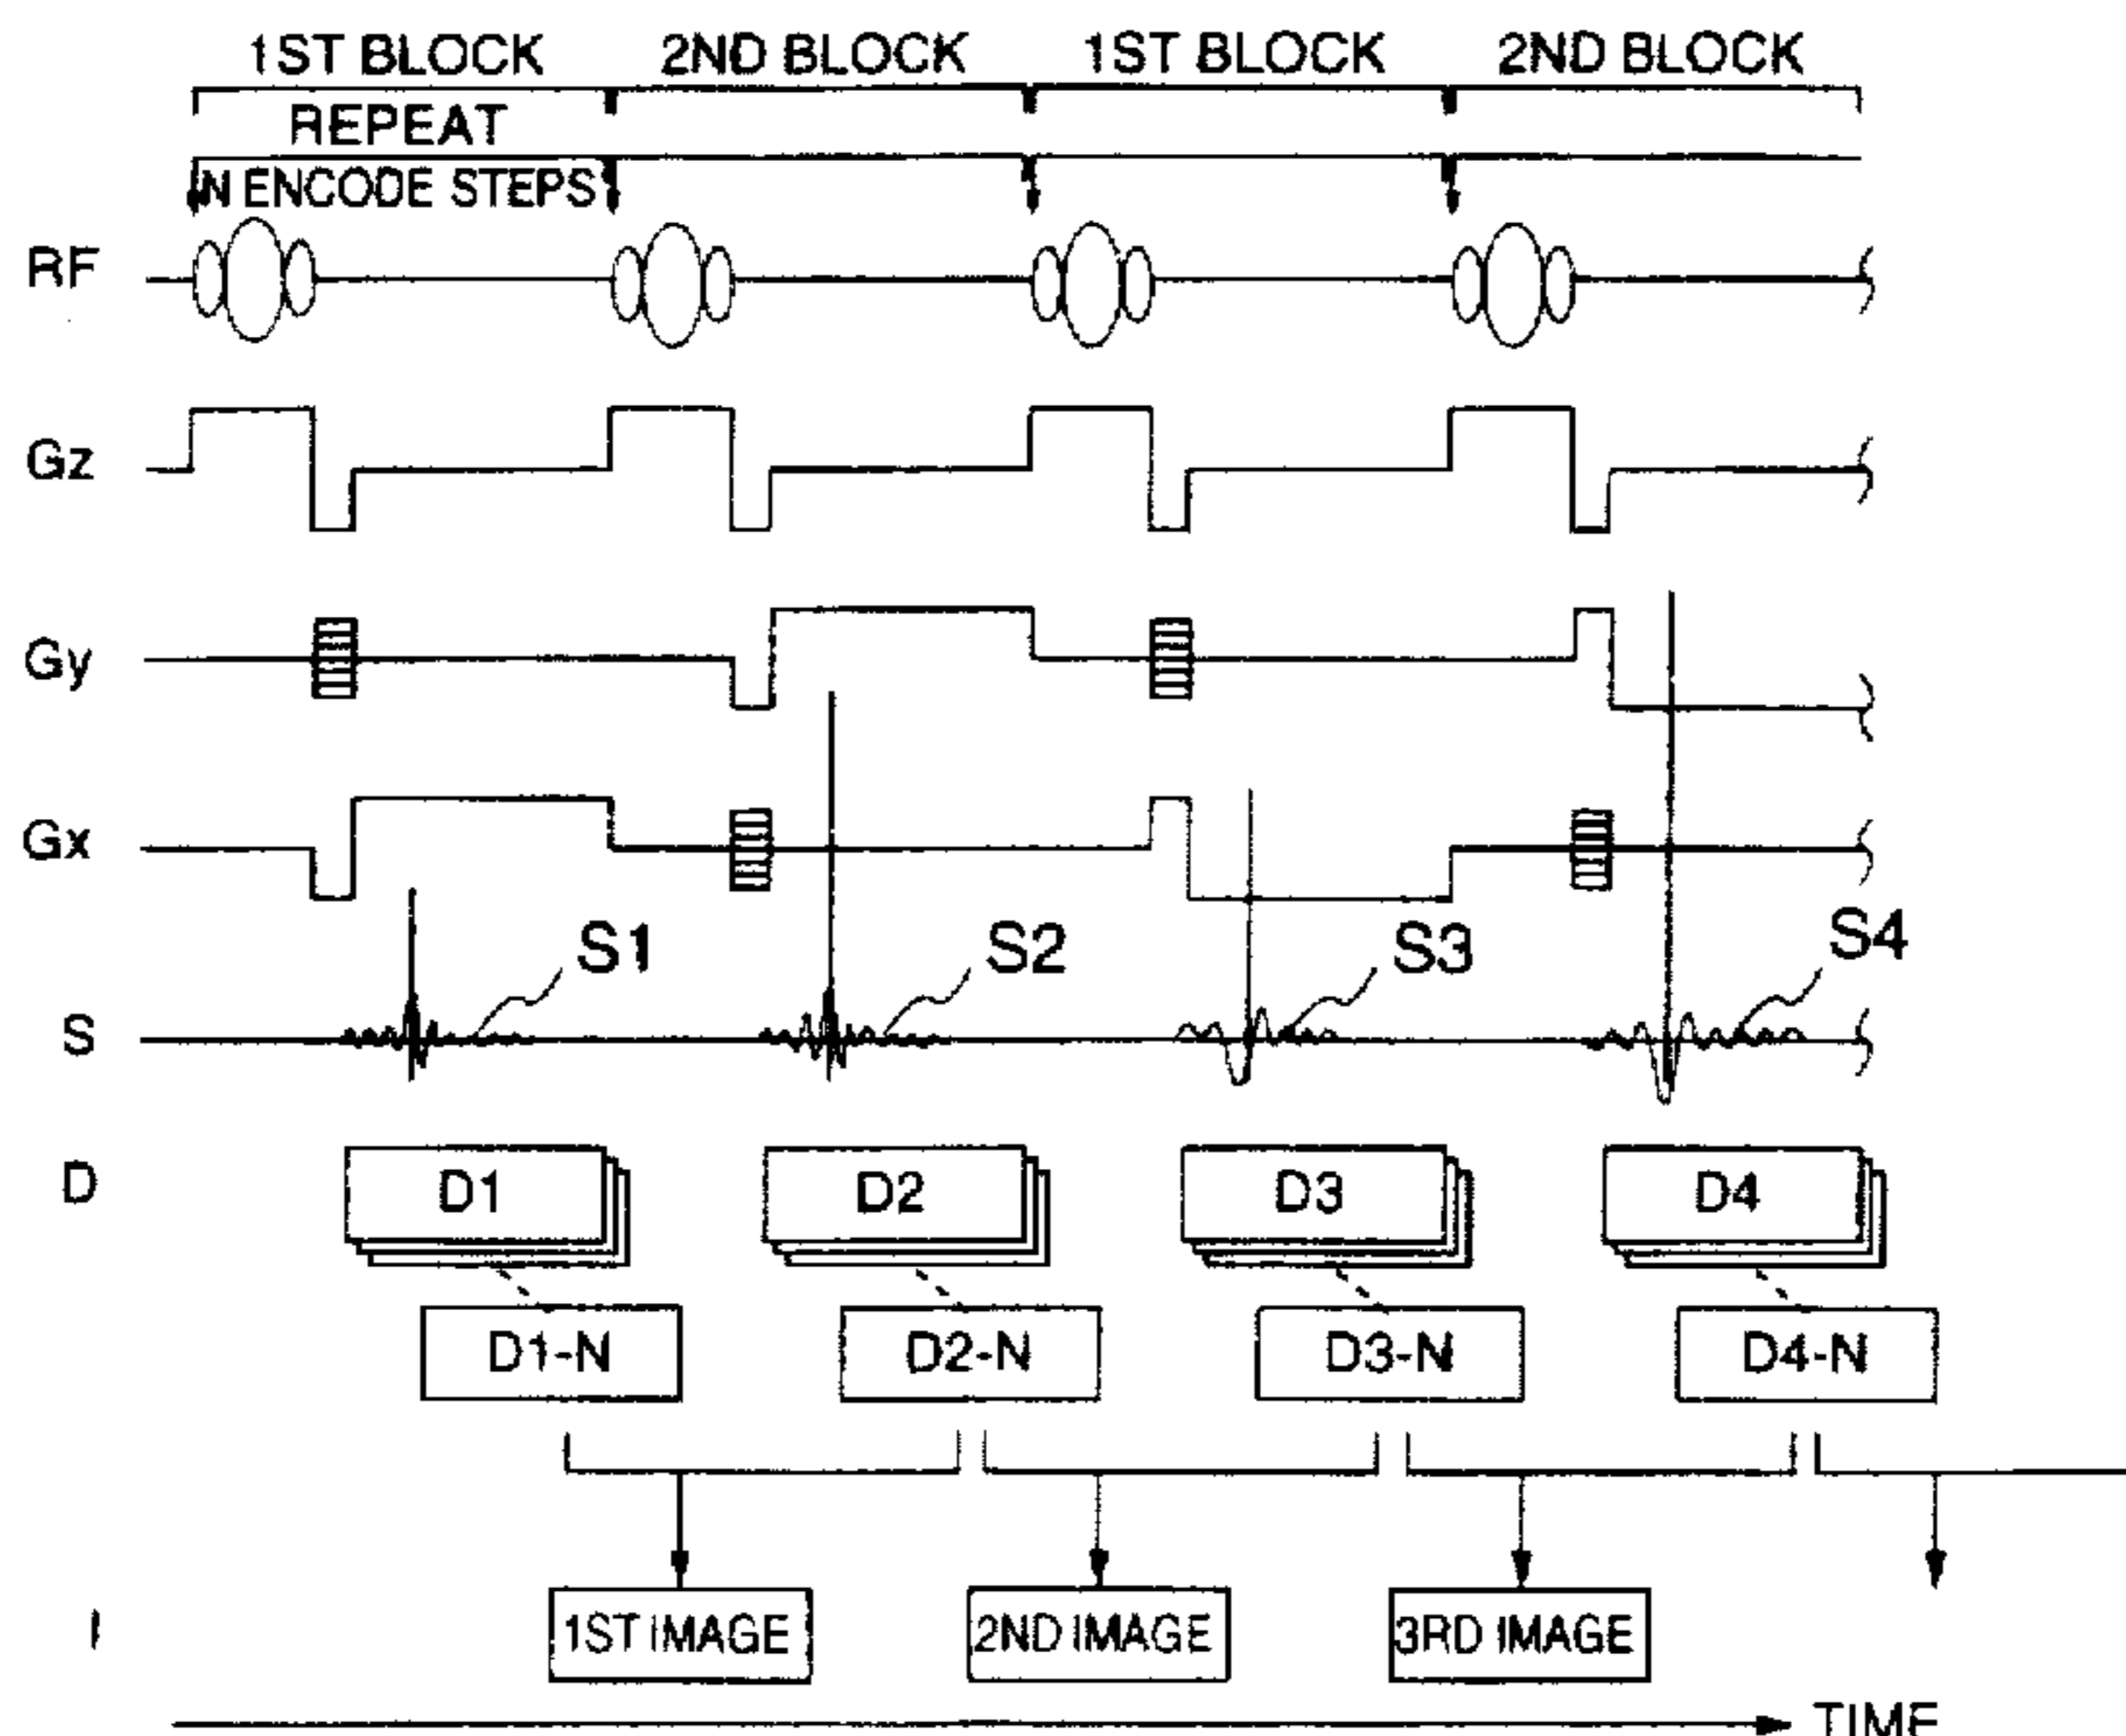 1ST BLOCK 2ND BLOCK 1ST BLOCK 2ND BLOCK
REPEAT
N ENCODE STEPS
RF
Gz
Gy
Gx
S1 S2 S3 S4
S
D D1 D2 D3 D4
D1-N D2-N D3-N D4-N
I 1ST IMAGE 2ND IMAGE 3RD IMAGE
TIME